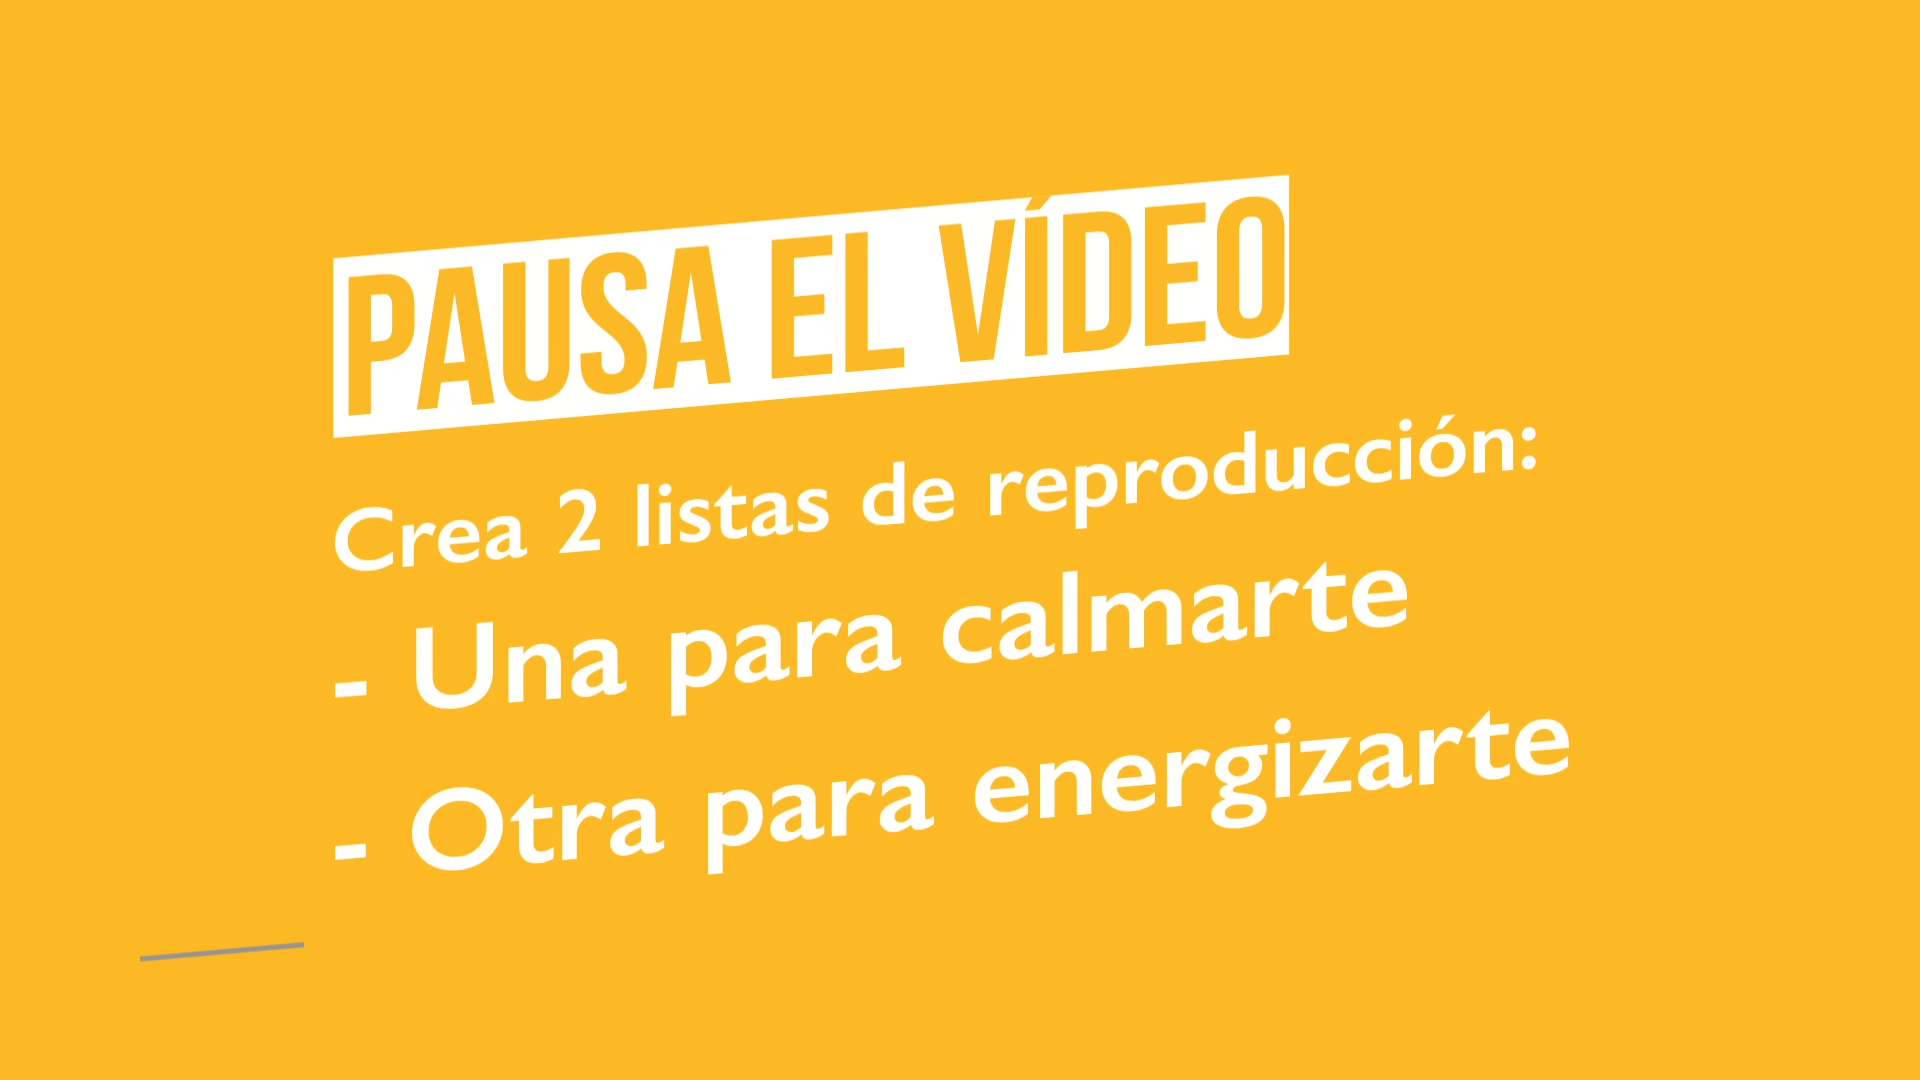 PAUSA EL VÍDEO
Crea 2 listas de reproducción:
- Una para calmarte
- Otra para energizarte